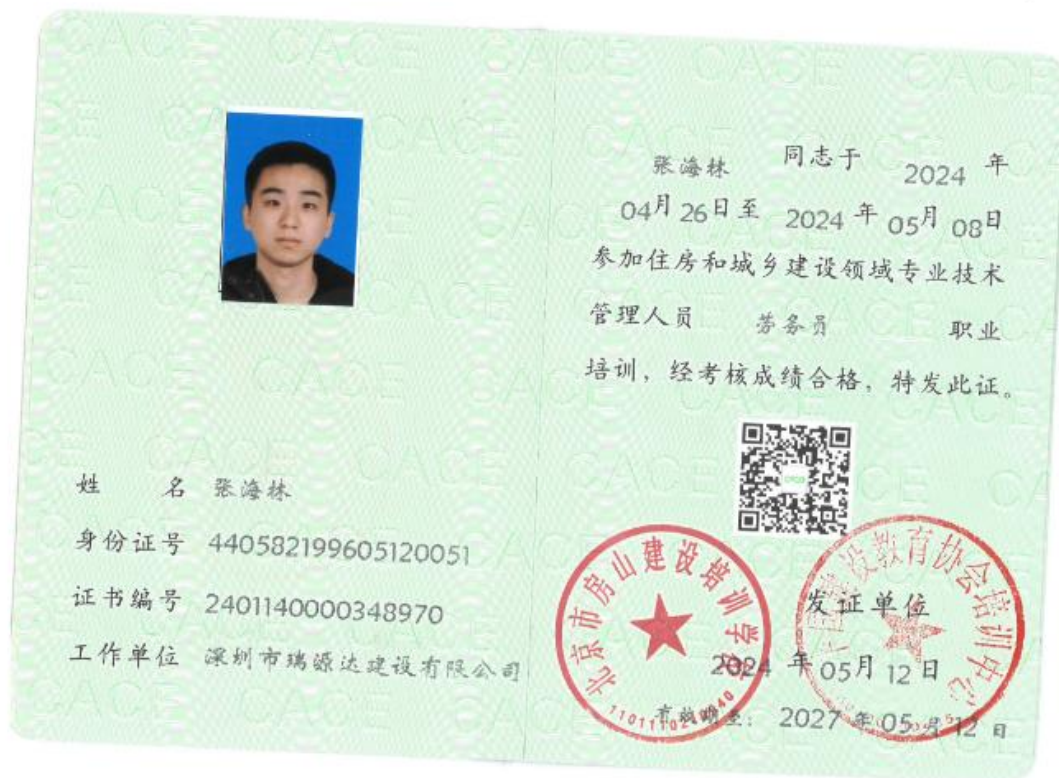 姓 名 张海林
身份证号 440582199605120051
证书编号 2401140000348970
工作单位 深圳市瑞源达建设有限公司
张海林 同志于 2024 年
04月 26日至 2024 年 05月 08日
参加住房和城乡建设领域专业技术
管理人员 劳务员 职业
培训，经考核成绩合格，特发此证。
北京市房山建设培训学校
建设教育协会培训中心
发证单位
2024 年 05月 12 日
有效期至： 2027 年 05 月 12 日
CACE